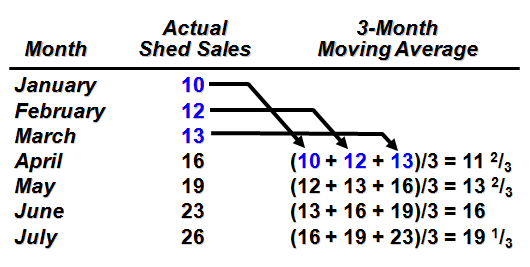 Month Actual Shed Sales 3-Month Moving Average
January 10
February 12
March 13
April 16 (10 + 12 + 13)/3 = 11 2/3
May 19 (12 + 13 + 16)/3 = 13 2/3
June 23 (13 + 16 + 19)/3 = 16
July 26 (16 + 19 + 23)/3 = 19 1/3